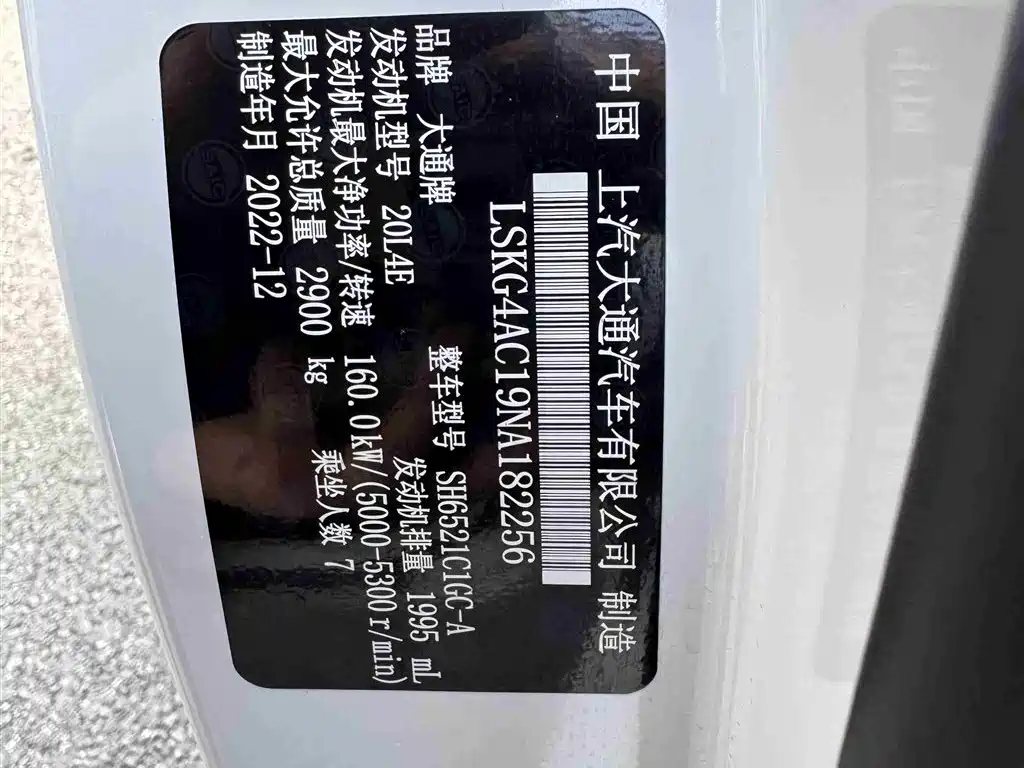 中国 上汽大通汽车有限公司 制造
LSKG4AC19NA182256
品牌 大通牌 整车型号 SH6521C1GC-A
发动机型号 20L4E 发动机排量 1995 mL
发动机最大净功率/转速 160.0kW/(5000-5300r/min)
最大允许总质量 2900 kg 乘坐人数 7
制造年月 2022-12
SAIC